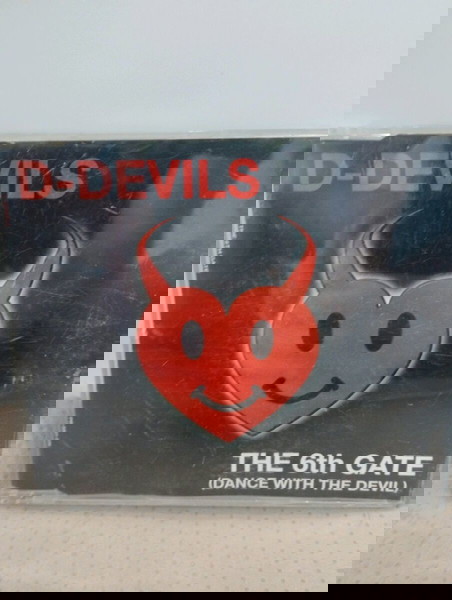 D-DEVILS
THE 6th GATE
(DANCE WITH THE DEVIL)